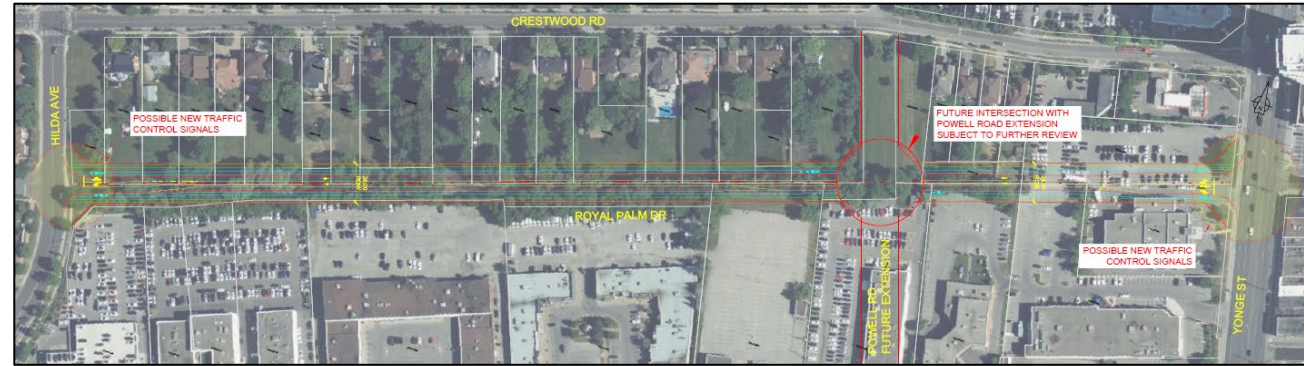 CRESTWOOD RD
HILDA AVE
POSSIBLE NEW TRAFFIC
CONTROL SIGNALS
FUTURE INTERSECTION WITH
POWELL ROAD EXTENSION
SUBJECT TO FURTHER REVIEW
ROYAL PALM DR
POWELL RD
FUTURE EXTENSION
POSSIBLE NEW TRAFFIC
CONTROL SIGNALS
YONGE ST